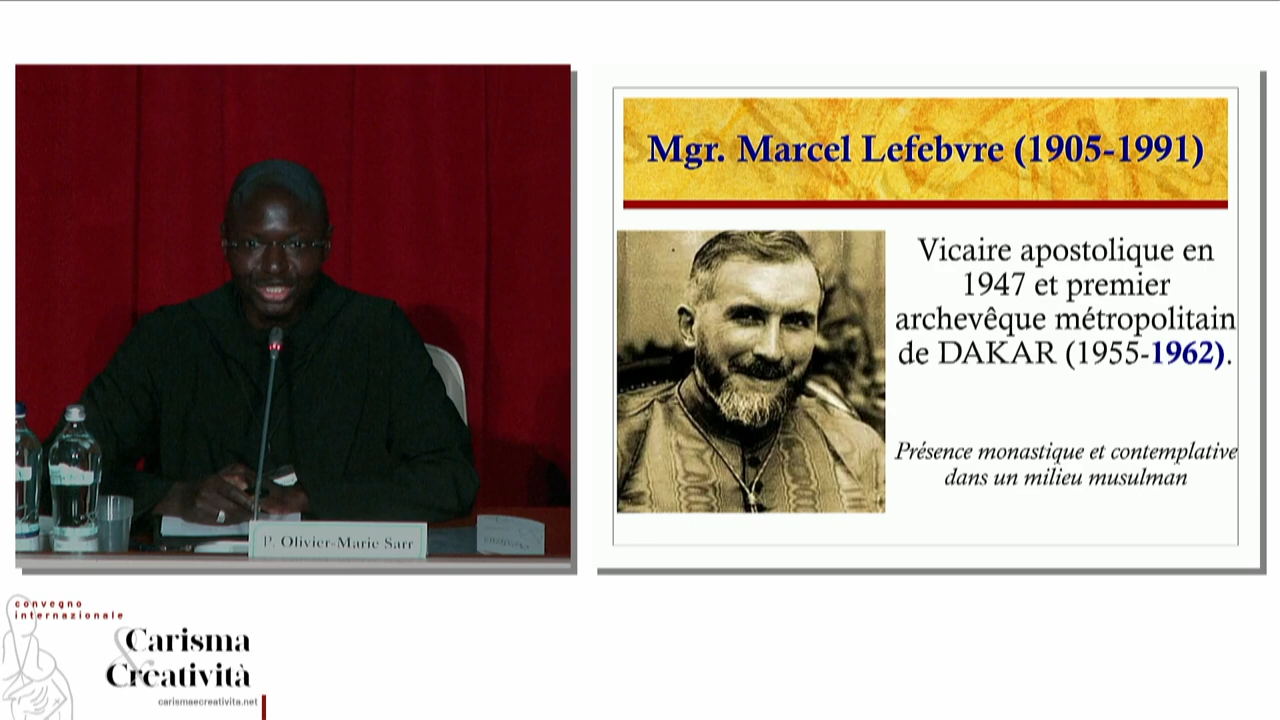 Mgr. Marcel Lefebvre (1905-1991)
Vicaire apostolique en
1947 et premier
archevêque métropolitain
de DAKAR (1955-1962).
Présence monastique et contemplative
dans un milieu musulman
P. Olivier-Marie Sarr
convegno
internazionale
Carisma
&
Creatività
carismaecreativita.net